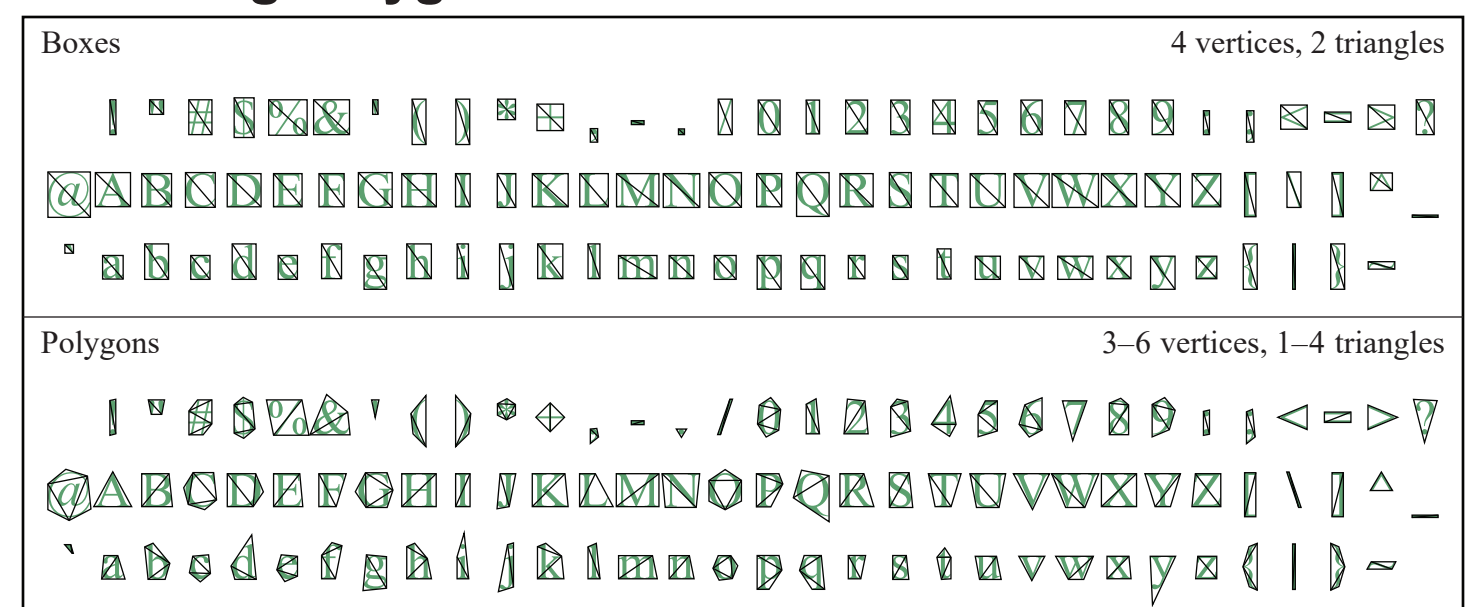 Boxes
4 vertices, 2 triangles
! " # $ % & ' ( ) * + , - . / 0 1 2 3 4 5 6 7 8 9 : ; < = > ?
@ A B C D E F G H I J K L M N O P Q R S T U V W X Y Z [ \ ] ^ _
` a b c d e f g h i j k l m n o p q r s t u v w x y z { | } ~
Polygons
3–6 vertices, 1–4 triangles
! " # $ % & ' ( ) * + , - . / 0 1 2 3 4 5 6 7 8 9 : ; < = > ?
@ A B C D E F G H I J K L M N O P Q R S T U V W X Y Z [ \ ] ^ _
` a b c d e f g h i j k l m n o p q r s t u v w x y z { | } ~